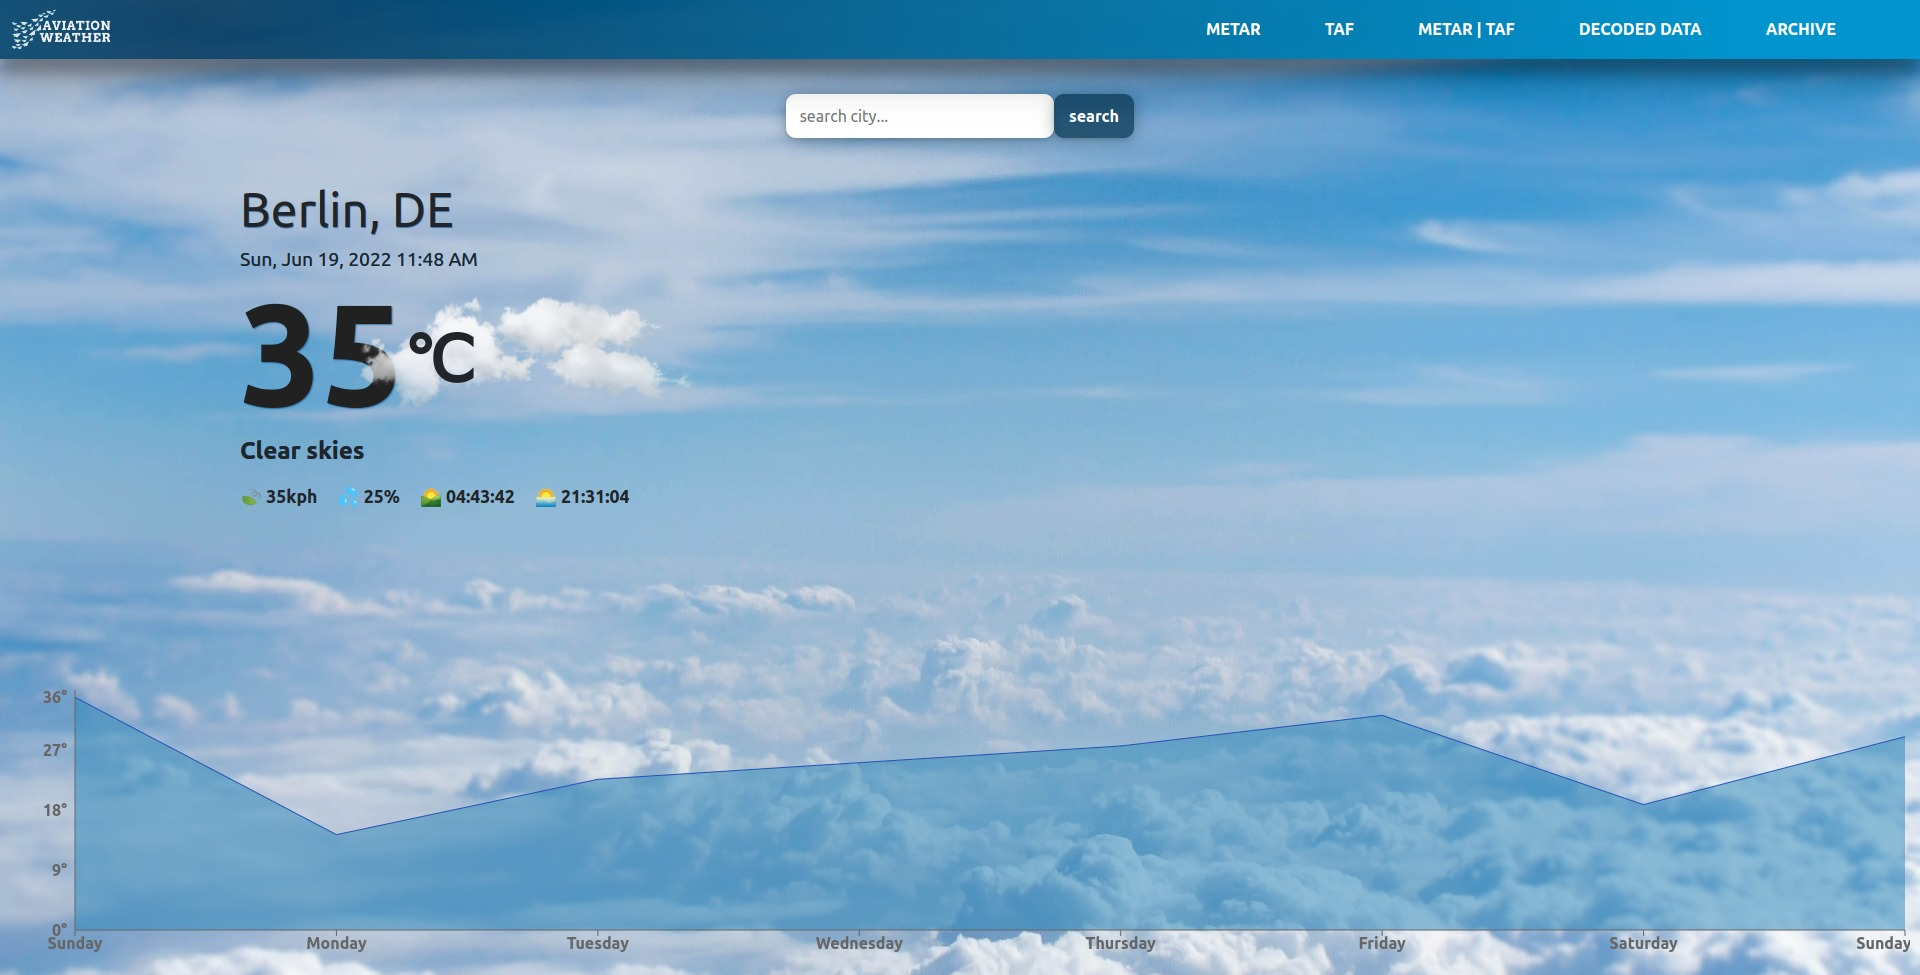 AVIATION
WEATHER
METAR TAF METAR | TAF DECODED DATA ARCHIVE
search city... search
Berlin, DE
Sun, Jun 19, 2022 11:48 AM
35 °C
Clear skies
35kph 25% 04:43:42 21:31:04
36°
27°
18°
9°
0°
Sunday Monday Tuesday Wednesday Thursday Friday Saturday Sunday